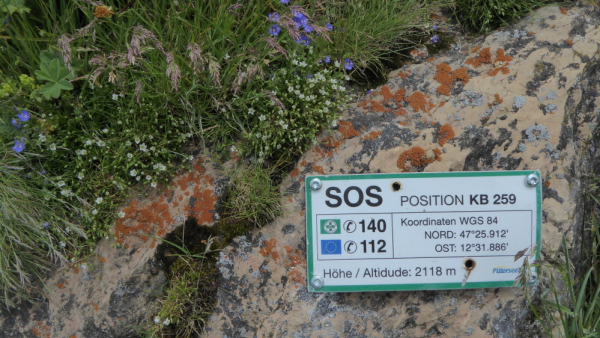 SOS POSITION KB 259
✆ 140
✆ 112
Koordinaten WGS 84
NORD: 47°25.912'
OST: 12°31.886'
Höhe / Altidude: 2118 m